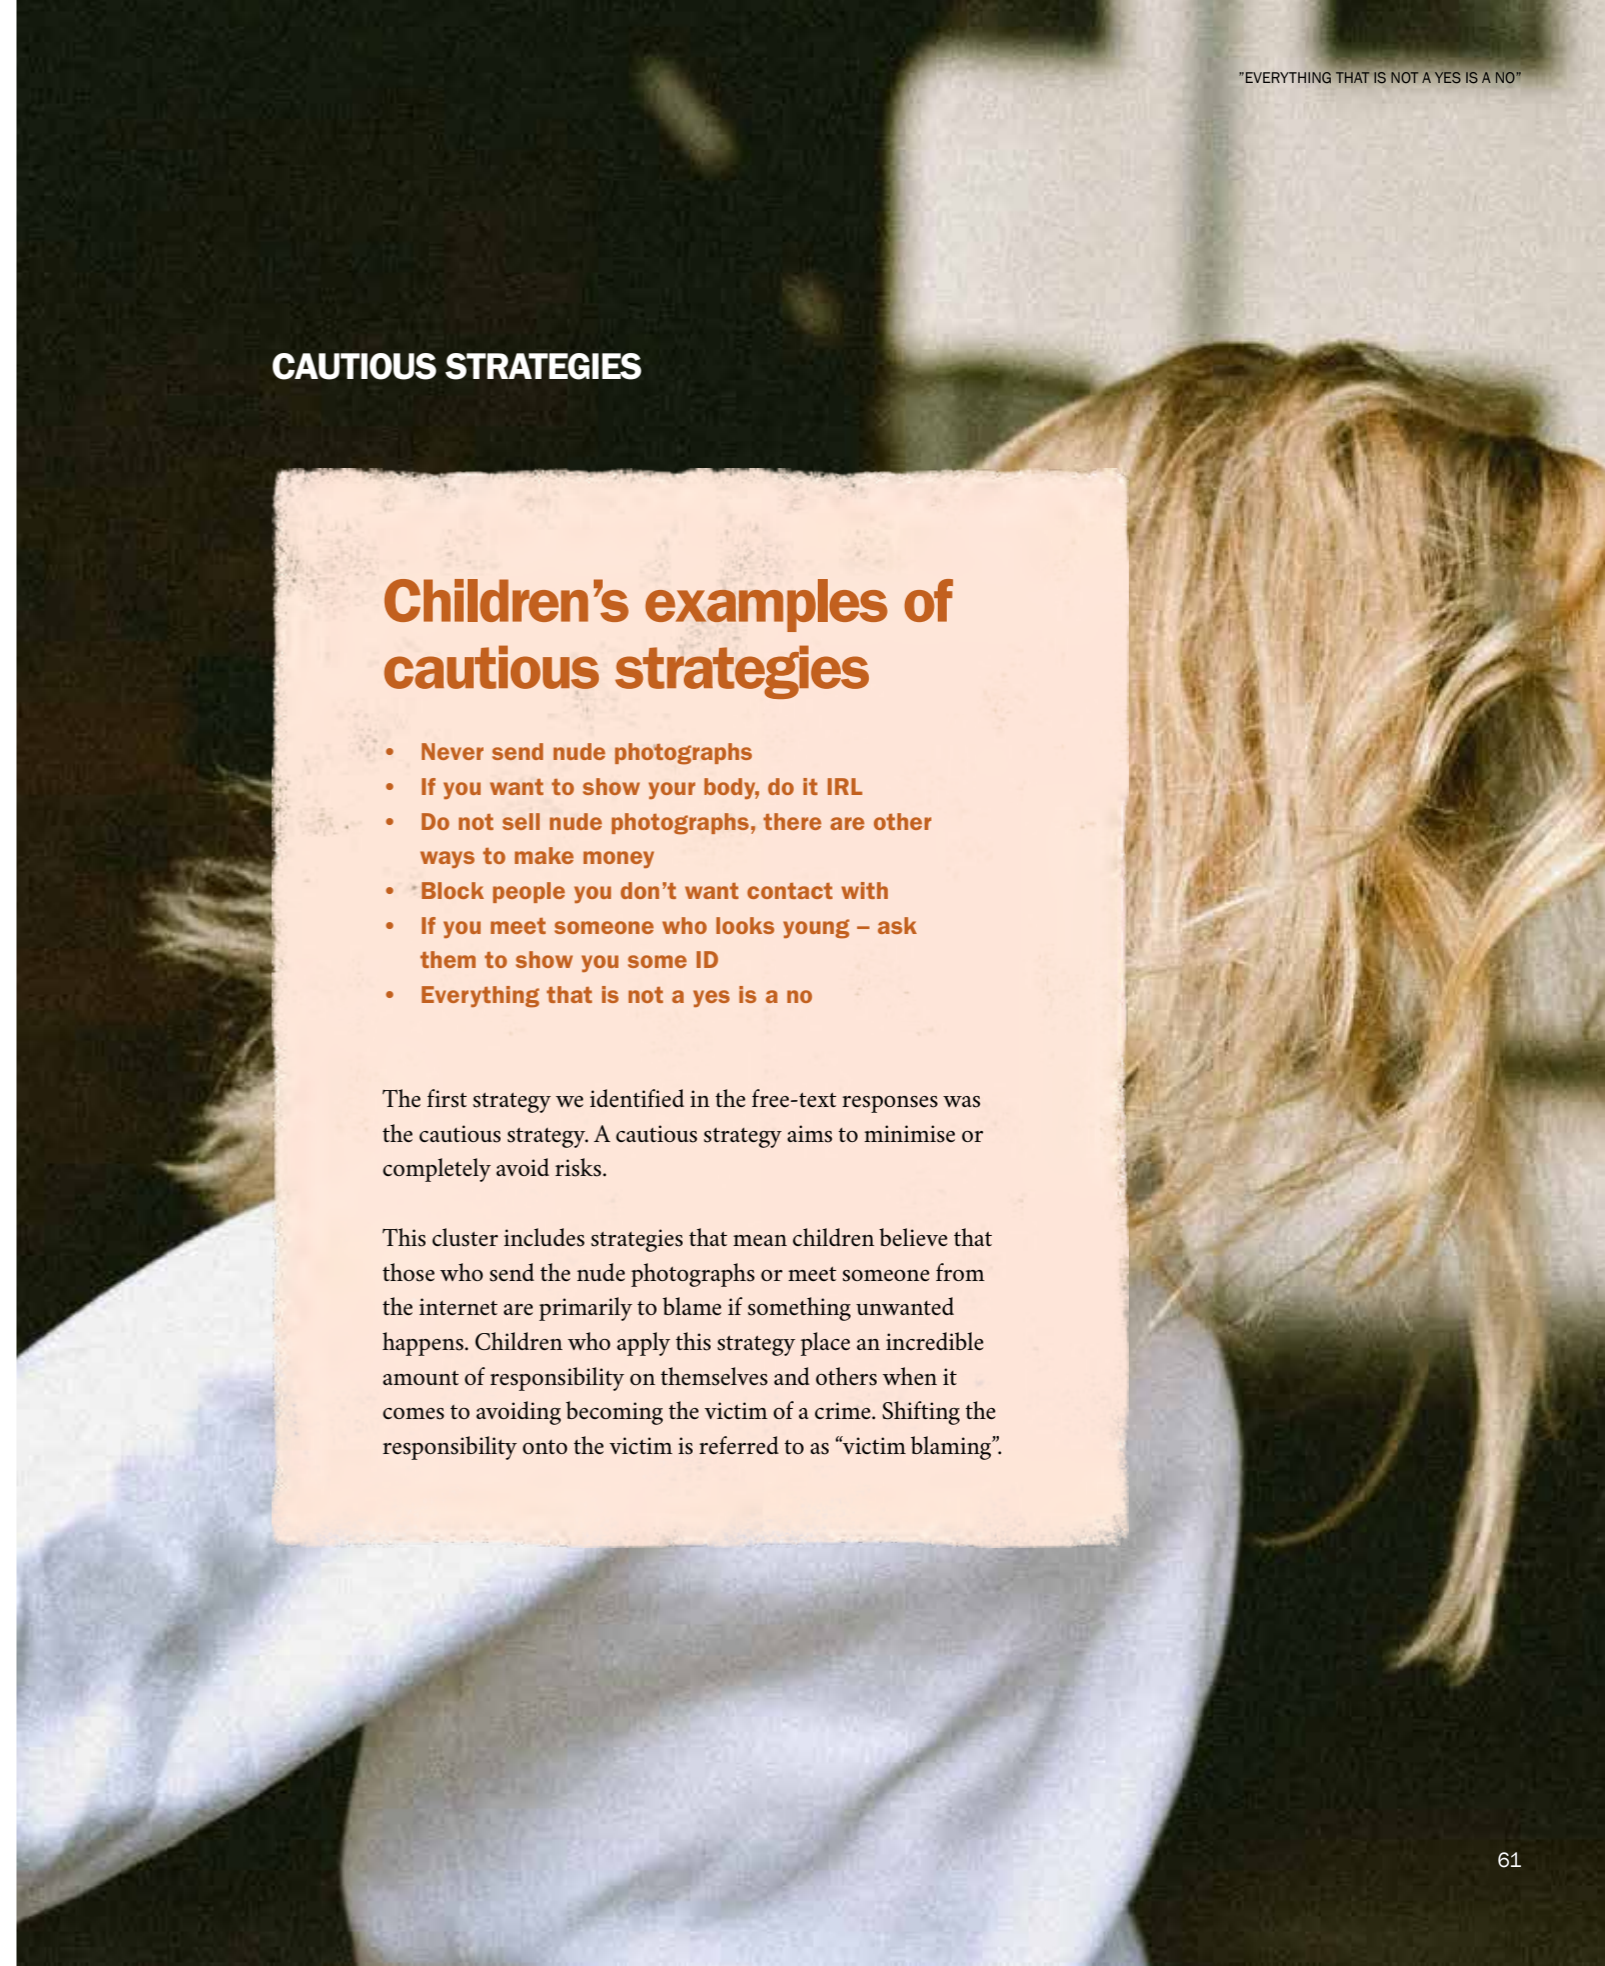 "EVERYTHING THAT IS NOT A YES IS A NO"
CAUTIOUS STRATEGIES
Children's examples of
cautious strategies
• Never send nude photographs
• If you want to show your body, do it IRL
• Do not sell nude photographs, there are other
ways to make money
• Block people you don't want contact with
• If you meet someone who looks young – ask
them to show you some ID
• Everything that is not a yes is a no
The first strategy we identified in the free-text responses was
the cautious strategy. A cautious strategy aims to minimise or
completely avoid risks.
This cluster includes strategies that mean children believe that
those who send the nude photographs or meet someone from
the internet are primarily to blame if something unwanted
happens. Children who apply this strategy place an incredible
amount of responsibility on themselves and others when it
comes to avoiding becoming the victim of a crime. Shifting the
responsibility onto the victim is referred to as “victim blaming”.
61